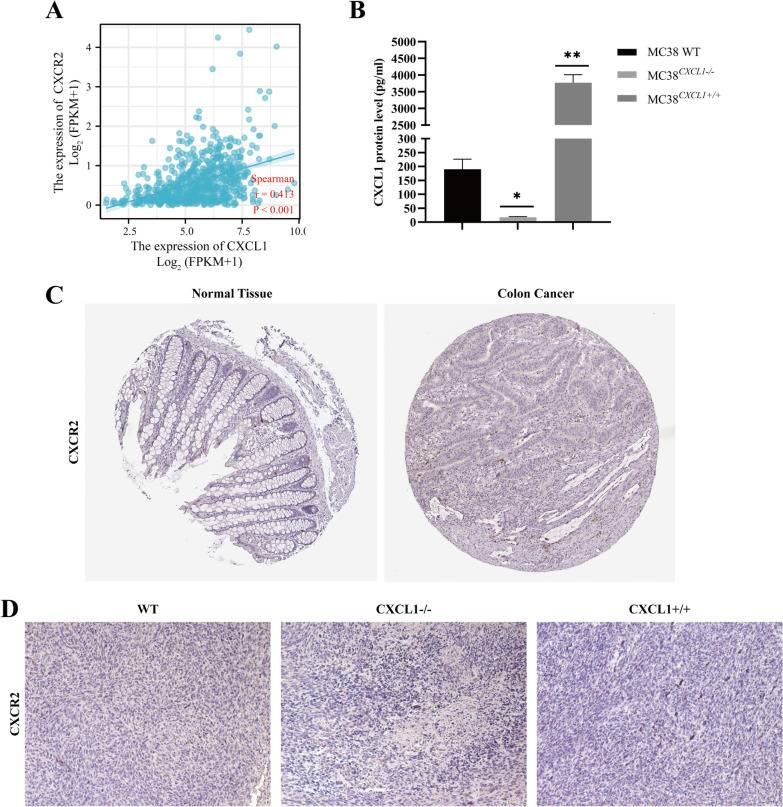 A
The expression of CXCR2
Log2 (FPKM+1)
4
3
2
1
0
Spearman
r = 0.413
P < 0.001
2.5
5.0
7.5
10.0
The expression of CXCL1
Log2 (FPKM+1)
B
CXCL1 protein level (pg/ml)
5000
4500
4000
3500
3000
2500
300
250
200
150
100
50
0
*
**
MC38 WT
MC38CXCL1-/-
MC38CXCL1+/+
C
Normal Tissue
Colon Cancer
CXCR2
D
WT
CXCL1-/-
CXCL1+/+
CXCR2